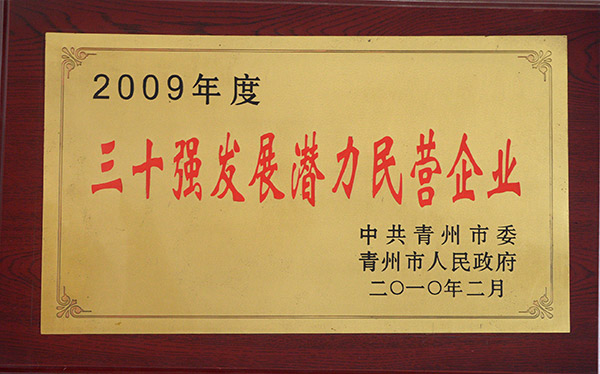 2009年度
三十强发展潜力民营企业
中共青州市委
青州市人民政府
二〇一〇年二月